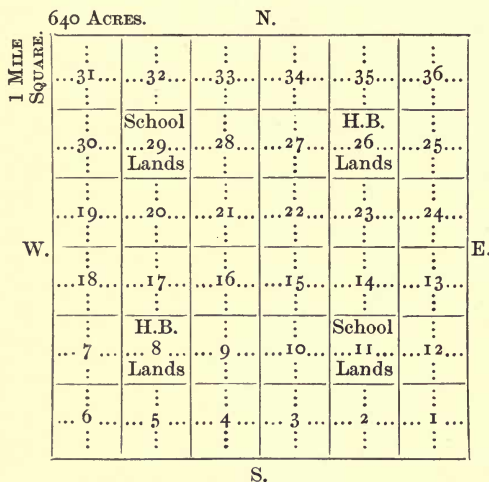 640 Acres. N.
1 Mile
Square.
...31... ...32... ...33... ...34... ...35... ...36...
School H.B.
...30... ...29... ...28... ...27... ...26... ...25...
Lands Lands
...19... ...20... ...21... ...22... ...23... ...24...
W. E.
...18... ...17... ...16... ...15... ...14... ...13...
H.B. School
... 7 ... ... 8 ... ... 9 ... ...10... ...11... ...12...
Lands Lands
... 6 ... ... 5 ... ... 4 ... ... 3 ... ... 2 ... ... 1 ...
S.